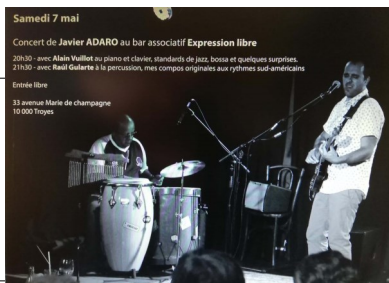 Samedi 7 mai
Concert de Javier ADARO au bar associatif Expression libre
20h30 - avec Alain Vuillot au piano et clavier, standards de jazz, bossa et quelques surprises.
21h30 - avec Raúl Gularte à la percussion, mes compos originales aux rythmes sud-américains
Entrée libre
33 avenue Marie de champagne
10 000 Troyes